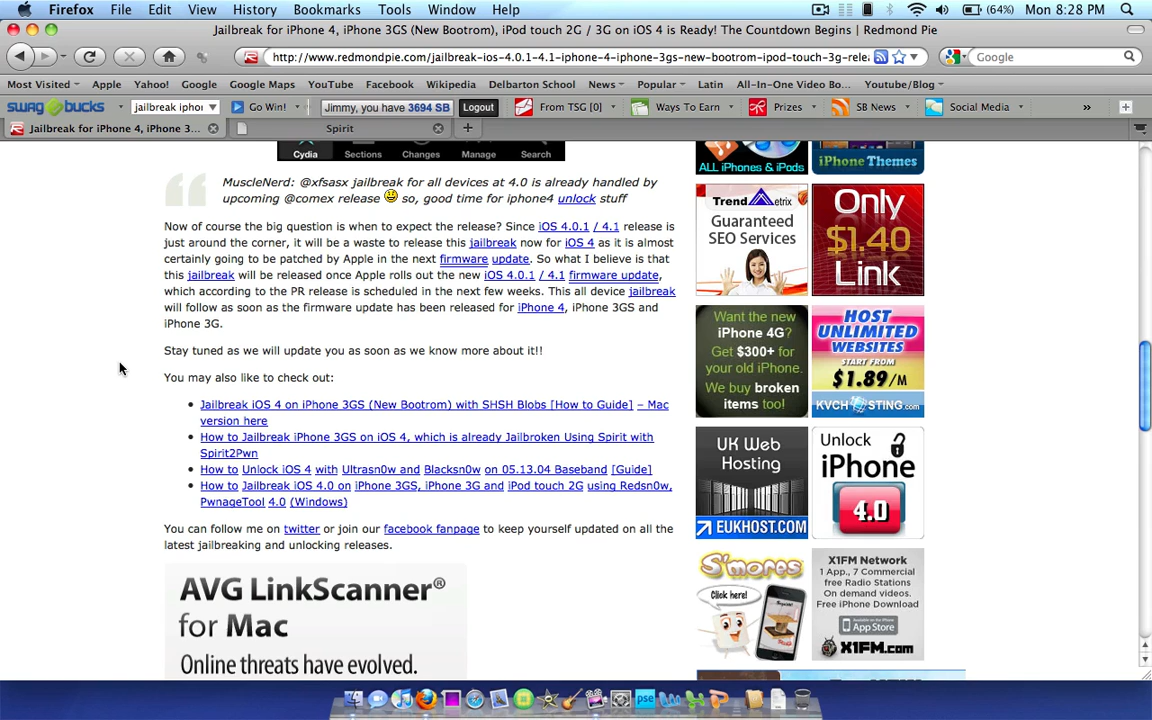 Firefox File Edit View History Bookmarks Tools Window Help (64%) Mon 8:28 PM
Jailbreak for iPhone 4, iPhone 3GS (New Bootrom), iPod touch 2G / 3G on iOS 4 is Ready! The Countdown Begins | Redmond Pie
http://www.redmondpie.com/jailbreak-ios-4.0.1-4.1-iphone-4-iphone-3gs-new-bootrom-ipod-touch-3g-rele
Google
Most Visited Apple Yahoo! Google Google Maps YouTube Facebook Wikipedia Delbarton School News Popular Latin All-In-One Video Bo... Youtube/Blog
swagbucks jailbreak iphon Go Win! Jimmy, you have 3694 SB Logout From TSG [0] Ways To Earn Prizes SB News Social Media »
Jailbreak for iPhone 4, iPhone 3... Spirit
Cydia Sections Changes Manage Search
MuscleNerd: @xfsasx jailbreak for all devices at 4.0 is already handled by
upcoming @comex release so, good time for iphone4 unlock stuff
Now of course the big question is when to expect the release? Since iOS 4.0.1 / 4.1 release is
just around the corner, it will be a waste to release this jailbreak now for iOS 4 as it is almost
certainly going to be patched by Apple in the next firmware update. So what I believe is that
this jailbreak will be released once Apple rolls out the new iOS 4.0.1 / 4.1 firmware update,
which according to the PR release is scheduled in the next few weeks. This all device jailbreak
will follow as soon as the firmware update has been released for iPhone 4, iPhone 3GS and
iPhone 3G.
Stay tuned as we will update you as soon as we know more about it!!
You may also like to check out:
Jailbreak iOS 4 on iPhone 3GS (New Bootrom) with SHSH Blobs [How to Guide] – Mac
version here
How to Jailbreak iPhone 3GS on iOS 4, which is already Jailbroken Using Spirit with
Spirit2Pwn
How to Unlock iOS 4 with Ultrasn0w and Blacksn0w on 05.13.04 Baseband [Guide]
How to Jailbreak iOS 4.0 on iPhone 3GS, iPhone 3G and iPod touch 2G using Redsn0w,
PwnageTool 4.0 (Windows)
You can follow me on twitter or join our facebook fanpage to keep yourself updated on all the
latest jailbreaking and unlocking releases.
AVG LinkScanner®
for Mac
Online threats have evolved.
ALL iPhones & iPods
iPhone Themes
Trend Metrix
Guaranteed
SEO Services
Only
$1.40
Link
Want the new
iPhone 4G?
Get $300+ for
your old iPhone.
We buy broken
items too!
HOST
UNLIMITED
WEBSITES
START FROM
$1.89/M
KVCHOSTING.com
UK Web
Hosting
EUKHOST.COM
Unlock
iPhone
4.0
S'mores
Click here!
X1FM Network
1 App., 7 Commercial
free Radio Stations
On demand videos.
Free iPhone Download
App Store
X1FM.com
pse